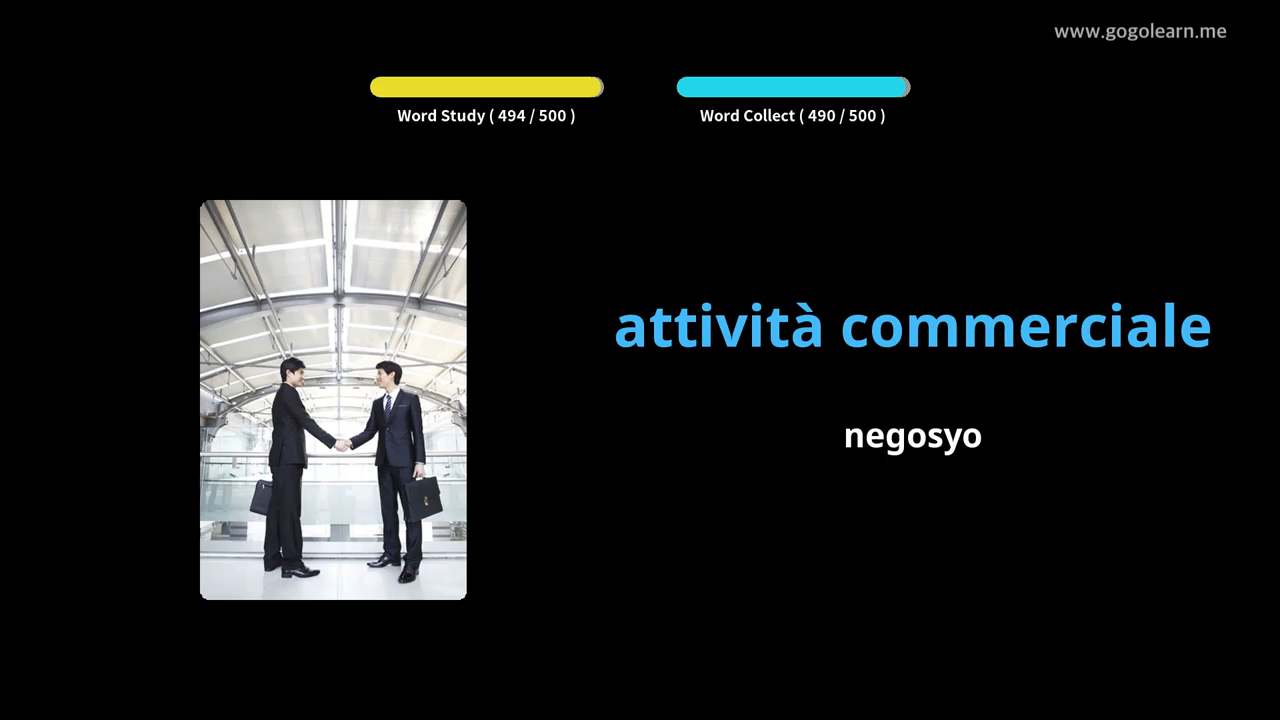 www.gogolearn.me
Word Study ( 494 / 500 )
Word Collect ( 490 / 500 )
attività commerciale
negosyo